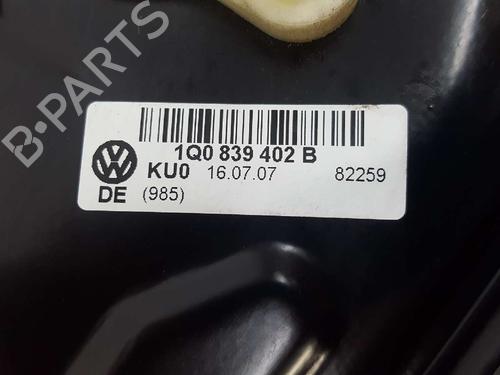 B-PARTS
1Q0 839 402 B
KU0 16.07.07 82259
DE (985)